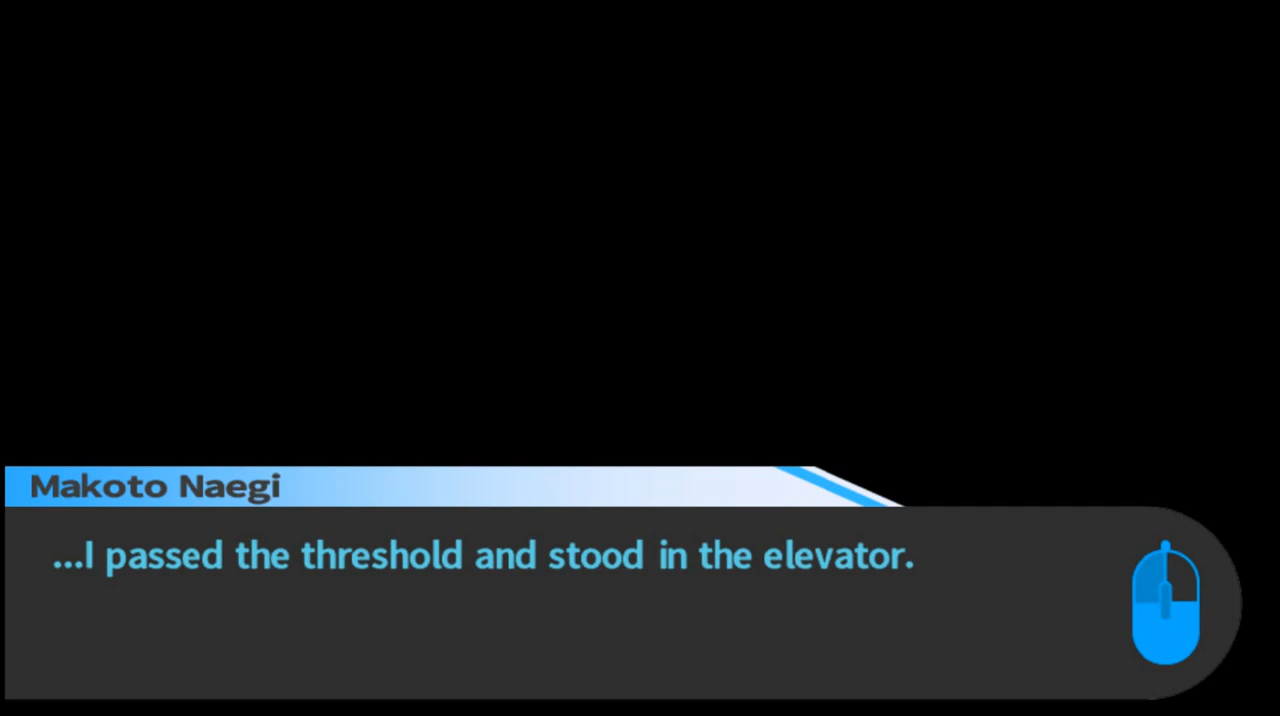 Makoto Naegi
...I passed the threshold and stood in the elevator.